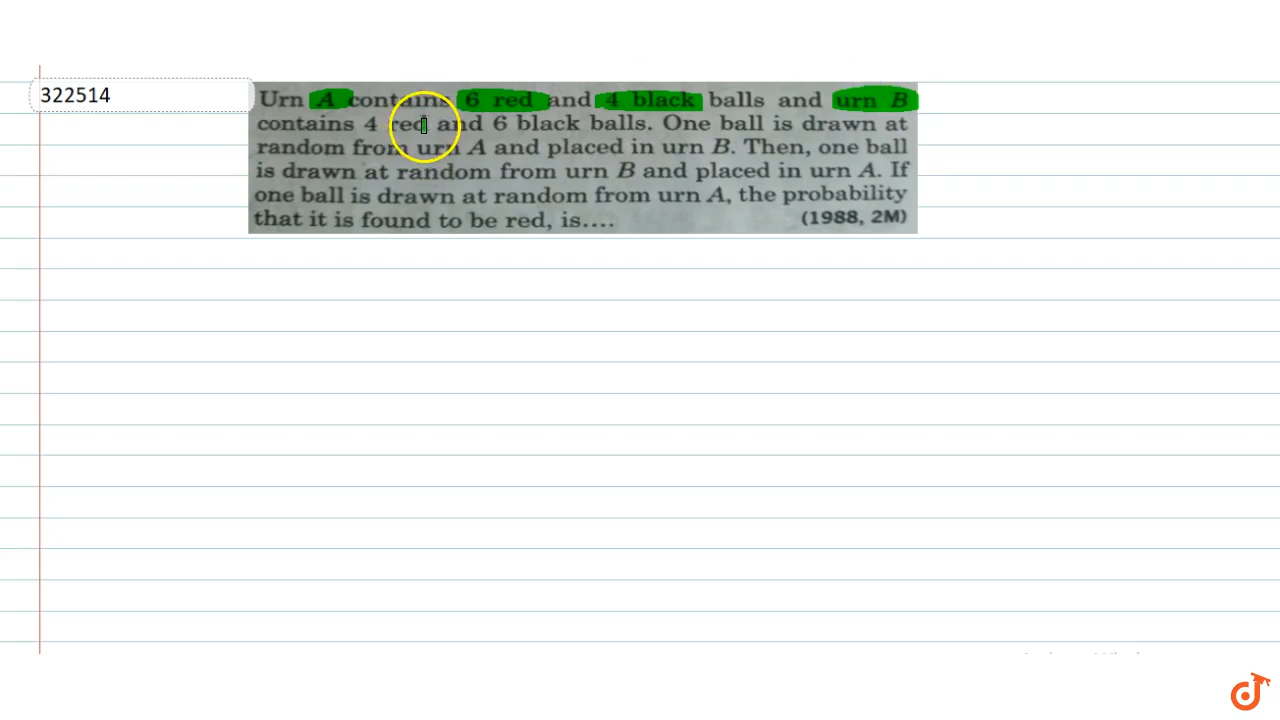 322514
Urn A contains 6 red and 4 black balls and urn B
contains 4 red and 6 black balls. One ball is drawn at
random from urn A and placed in urn B. Then, one ball
is drawn at random from urn B and placed in urn A. If
one ball is drawn at random from urn A, the probability
that it is found to be red, is....
(1988, 2M)